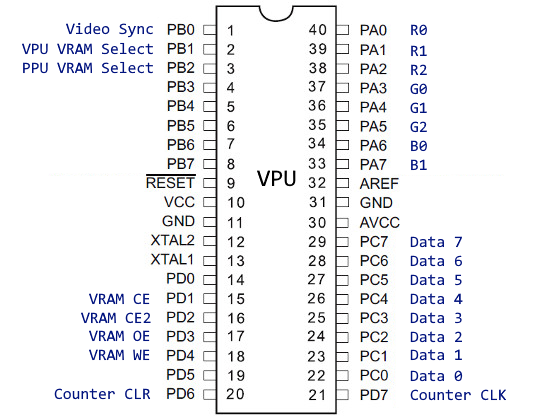 Video Sync PB0 1 40 PA0 R0
VPU VRAM Select PB1 2 39 PA1 R1
PPU VRAM Select PB2 3 38 PA2 R2
PB3 4 37 PA3 G0
PB4 5 36 PA4 G1
PB5 6 35 PA5 G2
PB6 7 34 PA6 B0
PB7 8 33 PA7 B1
RESET 9 VPU 32 AREF
VCC 10 31 GND
GND 11 30 AVCC
XTAL2 12 29 PC7 Data 7
XTAL1 13 28 PC6 Data 6
PD0 14 27 PC5 Data 5
VRAM CE PD1 15 26 PC4 Data 4
VRAM CE2 PD2 16 25 PC3 Data 3
VRAM OE PD3 17 24 PC2 Data 2
VRAM WE PD4 18 23 PC1 Data 1
PD5 19 22 PC0 Data 0
Counter CLR PD6 20 21 PD7 Counter CLK